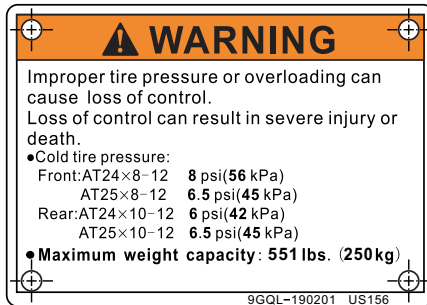 WARNING
Improper tire pressure or overloading can
cause loss of control.
Loss of control can result in severe injury or
death.
●Cold tire pressure:
Front:AT24×8-12 8 psi(56 kPa)
AT25×8-12 6.5 psi(45 kPa)
Rear:AT24×10-12 6 psi(42 kPa)
AT25×10-12 6.5 psi(45 kPa)
●Maximum weight capacity: 551 lbs. (250kg)
9GQL-190201 US156